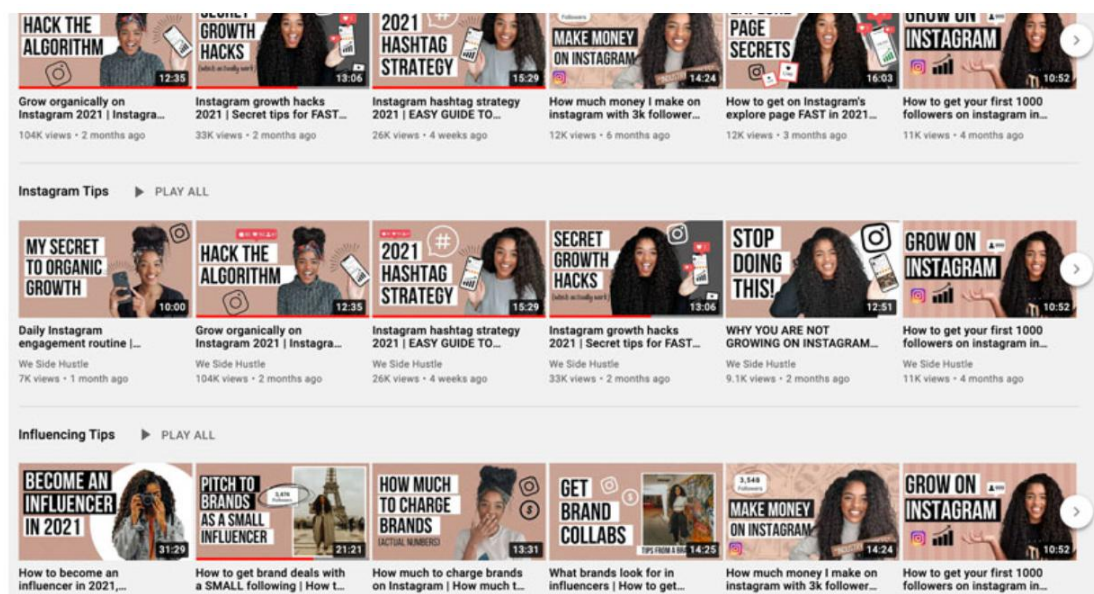 HACK THE
ALGORITHM
12:35
SECRET
GROWTH
HACKS
(which actually work)
13:06
2021
HASHTAG
STRATEGY
15:29
Followers
MAKE MONEY
ON INSTAGRAM
14:24
EXPLORE
PAGE
SECRETS
16:03
GROW ON
INSTAGRAM
10:52
Grow organically on
Instagram 2021 | Instagra...
104K views • 2 months ago
Instagram growth hacks
2021 | Secret tips for FAST...
33K views • 2 months ago
Instagram hashtag strategy
2021 | EASY GUIDE TO...
26K views • 4 weeks ago
How much money I make on
instagram with 3k follower...
12K views • 6 months ago
How to get on Instagram's
explore page FAST in 2021...
12K views • 3 months ago
How to get your first 1000
followers on instagram in...
11K views • 4 months ago
Instagram Tips
PLAY ALL
MY SECRET
TO ORGANIC
GROWTH
10:00
HACK THE
ALGORITHM
12:35
2021
HASHTAG
STRATEGY
15:29
SECRET
GROWTH
HACKS
(which actually work)
13:06
STOP
DOING
THIS!
12:51
GROW ON
INSTAGRAM
10:52
Daily Instagram
engagement routine |...
We Side Hustle
7K views • 1 month ago
Grow organically on
Instagram 2021 | Instagra...
We Side Hustle
104K views • 2 months ago
Instagram hashtag strategy
2021 | EASY GUIDE TO...
We Side Hustle
26K views • 4 weeks ago
Instagram growth hacks
2021 | Secret tips for FAST...
We Side Hustle
33K views • 2 months ago
WHY YOU ARE NOT
GROWING ON INSTAGRAM...
We Side Hustle
9.1K views • 2 months ago
How to get your first 1000
followers on instagram in...
We Side Hustle
11K views • 4 months ago
Influencing Tips
PLAY ALL
BECOME AN
INFLUENCER
IN 2021
31:29
PITCH TO
BRANDS
AS A SMALL
INFLUENCER
21:21
HOW MUCH
TO CHARGE
BRANDS
(ACTUAL NUMBERS)
13:31
GET
BRAND
COLLABS
TIPS FROM A
14:25
3,548
Followers
MAKE MONEY
ON INSTAGRAM
14:24
GROW ON
INSTAGRAM
10:52
How to become an
influencer in 2021,...
How to get brand deals with
a SMALL following | How t...
How much to charge brands
on Instagram | How much t...
What brands look for in
influencers | How to get...
How much money I make on
instagram with 3k follower...
How to get your first 1000
followers on instagram in...